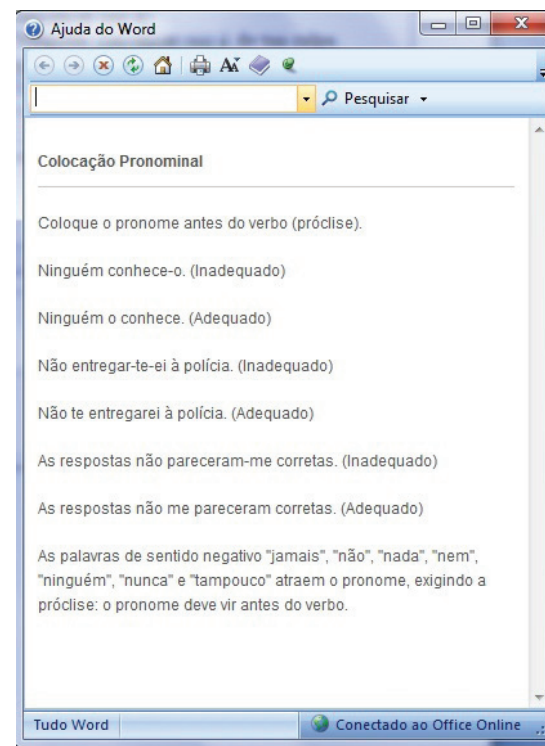 Ajuda do Word
Pesquisar
Colocação Pronominal
Coloque o pronome antes do verbo (próclise).
Ninguém conhece-o. (Inadequado)
Ninguém o conhece. (Adequado)
Não entregar-te-ei à polícia. (Inadequado)
Não te entregarei à polícia. (Adequado)
As respostas não pareceram-me corretas. (Inadequado)
As respostas não me pareceram corretas. (Adequado)
As palavras de sentido negativo "jamais", "não", "nada", "nem",
"ninguém", "nunca" e "tampouco" atraem o pronome, exigindo a
próclise: o pronome deve vir antes do verbo.
Tudo Word Conectado ao Office Online